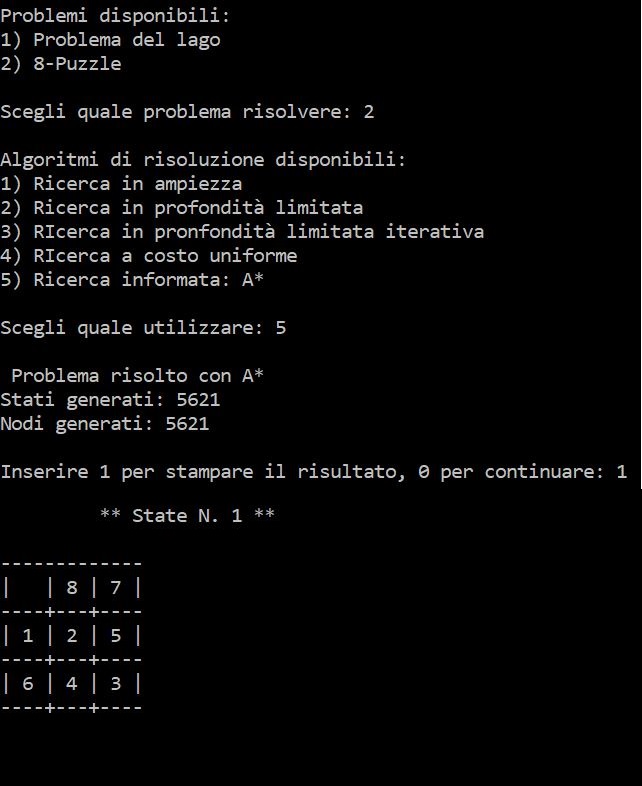 Problemi disponibili:
1) Problema del lago
2) 8-Puzzle
Scegli quale problema risolvere: 2
Algoritmi di risoluzione disponibili:
1) Ricerca in ampiezza
2) Ricerca in profondità limitata
3) RIcerca in pronfondità limitata iterativa
4) RIcerca a costo uniforme
5) Ricerca informata: A*
Scegli quale utilizzare: 5
Problema risolto con A*
Stati generati: 5621
Nodi generati: 5621
Inserire 1 per stampare il risultato, 0 per continuare: 1
** State N. 1 **
-------------
|   | 8 | 7 |
----+---+----
| 1 | 2 | 5 |
----+---+----
| 6 | 4 | 3 |
----+---+----